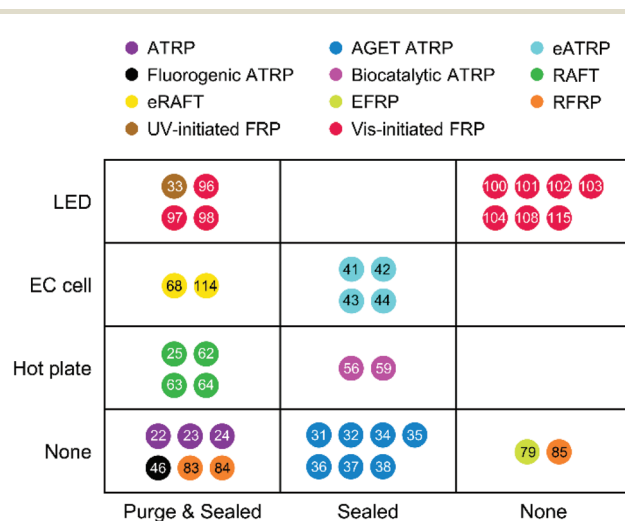 ATRP AGET ATRP eATRP
Fluorogenic ATRP Biocatalytic ATRP RAFT
eRAFT EFRP RFRP
UV-initiated FRP Vis-initiated FRP
LED
33 96
97 98
100 101 102 103
104 108 115
EC cell
68 114
41 42
43 44
Hot plate
25 62
63 64
56 59
None
22 23 24
46 83 84
31 32 34 35
36 37 38
79 85
Purge & Sealed Sealed None